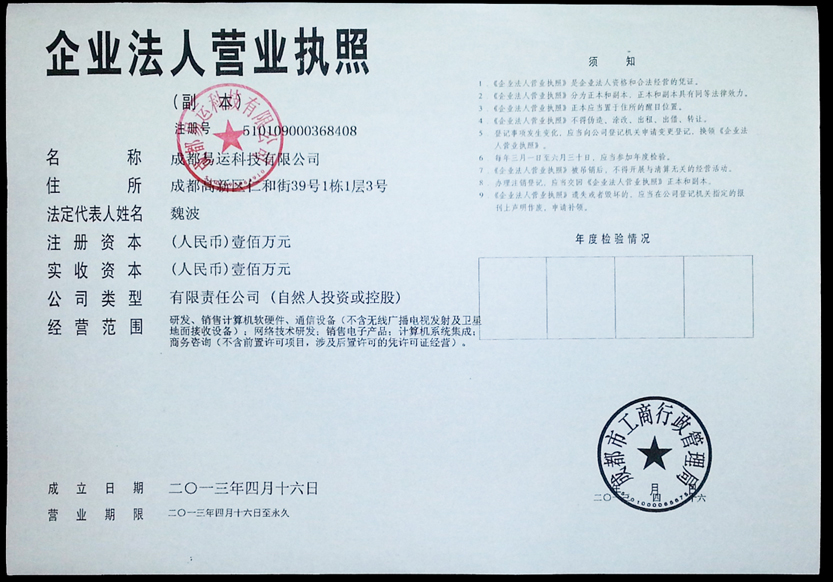 企业法人营业执照
(副 本)
注册号 510109000368408
名 称 成都易运科技有限公司
住 所 成都高新区仁和街39号1栋1层3号
法定代表人姓名 魏波
注 册 资 本 (人民币)壹佰万元
实 收 资 本 (人民币)壹佰万元
公 司 类 型 有限责任公司（自然人投资或控股）
经 营 范 围 研发、销售计算机软硬件、通信设备（不含无线广播电视发射及卫星
地面接收设备）；网络技术研发；销售电子产品；计算机系统集成；
商务咨询（不含前置许可项目，涉及后置许可的凭许可证经营）。
成 立 日 期 二〇一三年四月十六日
营 业 期 限 二〇一三年四月十六日至永久
成都易运科技有限公司
须 知
1 《企业法人营业执照》是企业法人资格和合法经营的凭证。
2 《企业法人营业执照》分为正本和副本，正本和副本具有同等法律效力。
3 《企业法人营业执照》正本应当置于住所的醒目位置。
4 《企业法人营业执照》不得伪造、涂改、出租、出借、转让。
5 登记事项发生变化，应当向公司登记机关申请变更登记，换领《企业法
人营业执照》。
6 每年三月一日至六月三十日，应当参加年度检验。
7 《企业法人营业执照》被吊销后，不得开展与清算无关的经营活动。
8 办理注销登记，应当交回《企业法人营业执照》正本和副本。
9 《企业法人营业执照》遗失或者毁坏的，应当在公司登记机关指定的报
刊上声明作废，申请补领。
年度检验情况
成都市工商行政管理局
月
四 十六